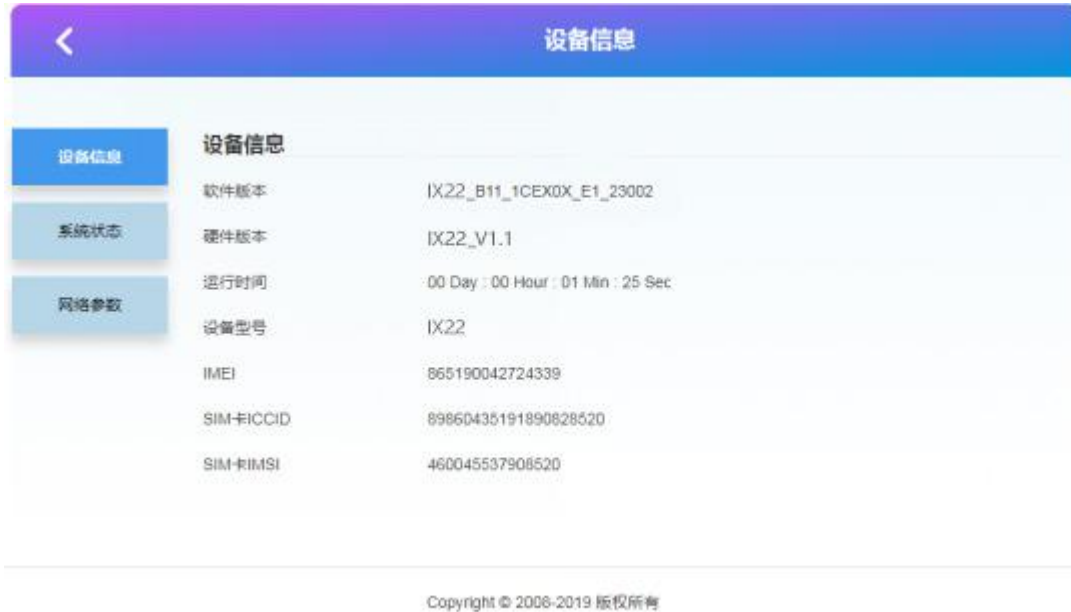 设备信息
设备信息
系统状态
网络参数
设备信息
软件版本 IX22_B11_1CEX0X_E1_23002
硬件版本 IX22_V1.1
运行时间 00 Day : 00 Hour : 01 Min : 25 Sec
设备型号 IX22
IMEI 865190042724339
SIM卡ICCID 89860435191890828520
SIM卡IMSI 460045537908520
Copyright © 2008-2019 版权所有